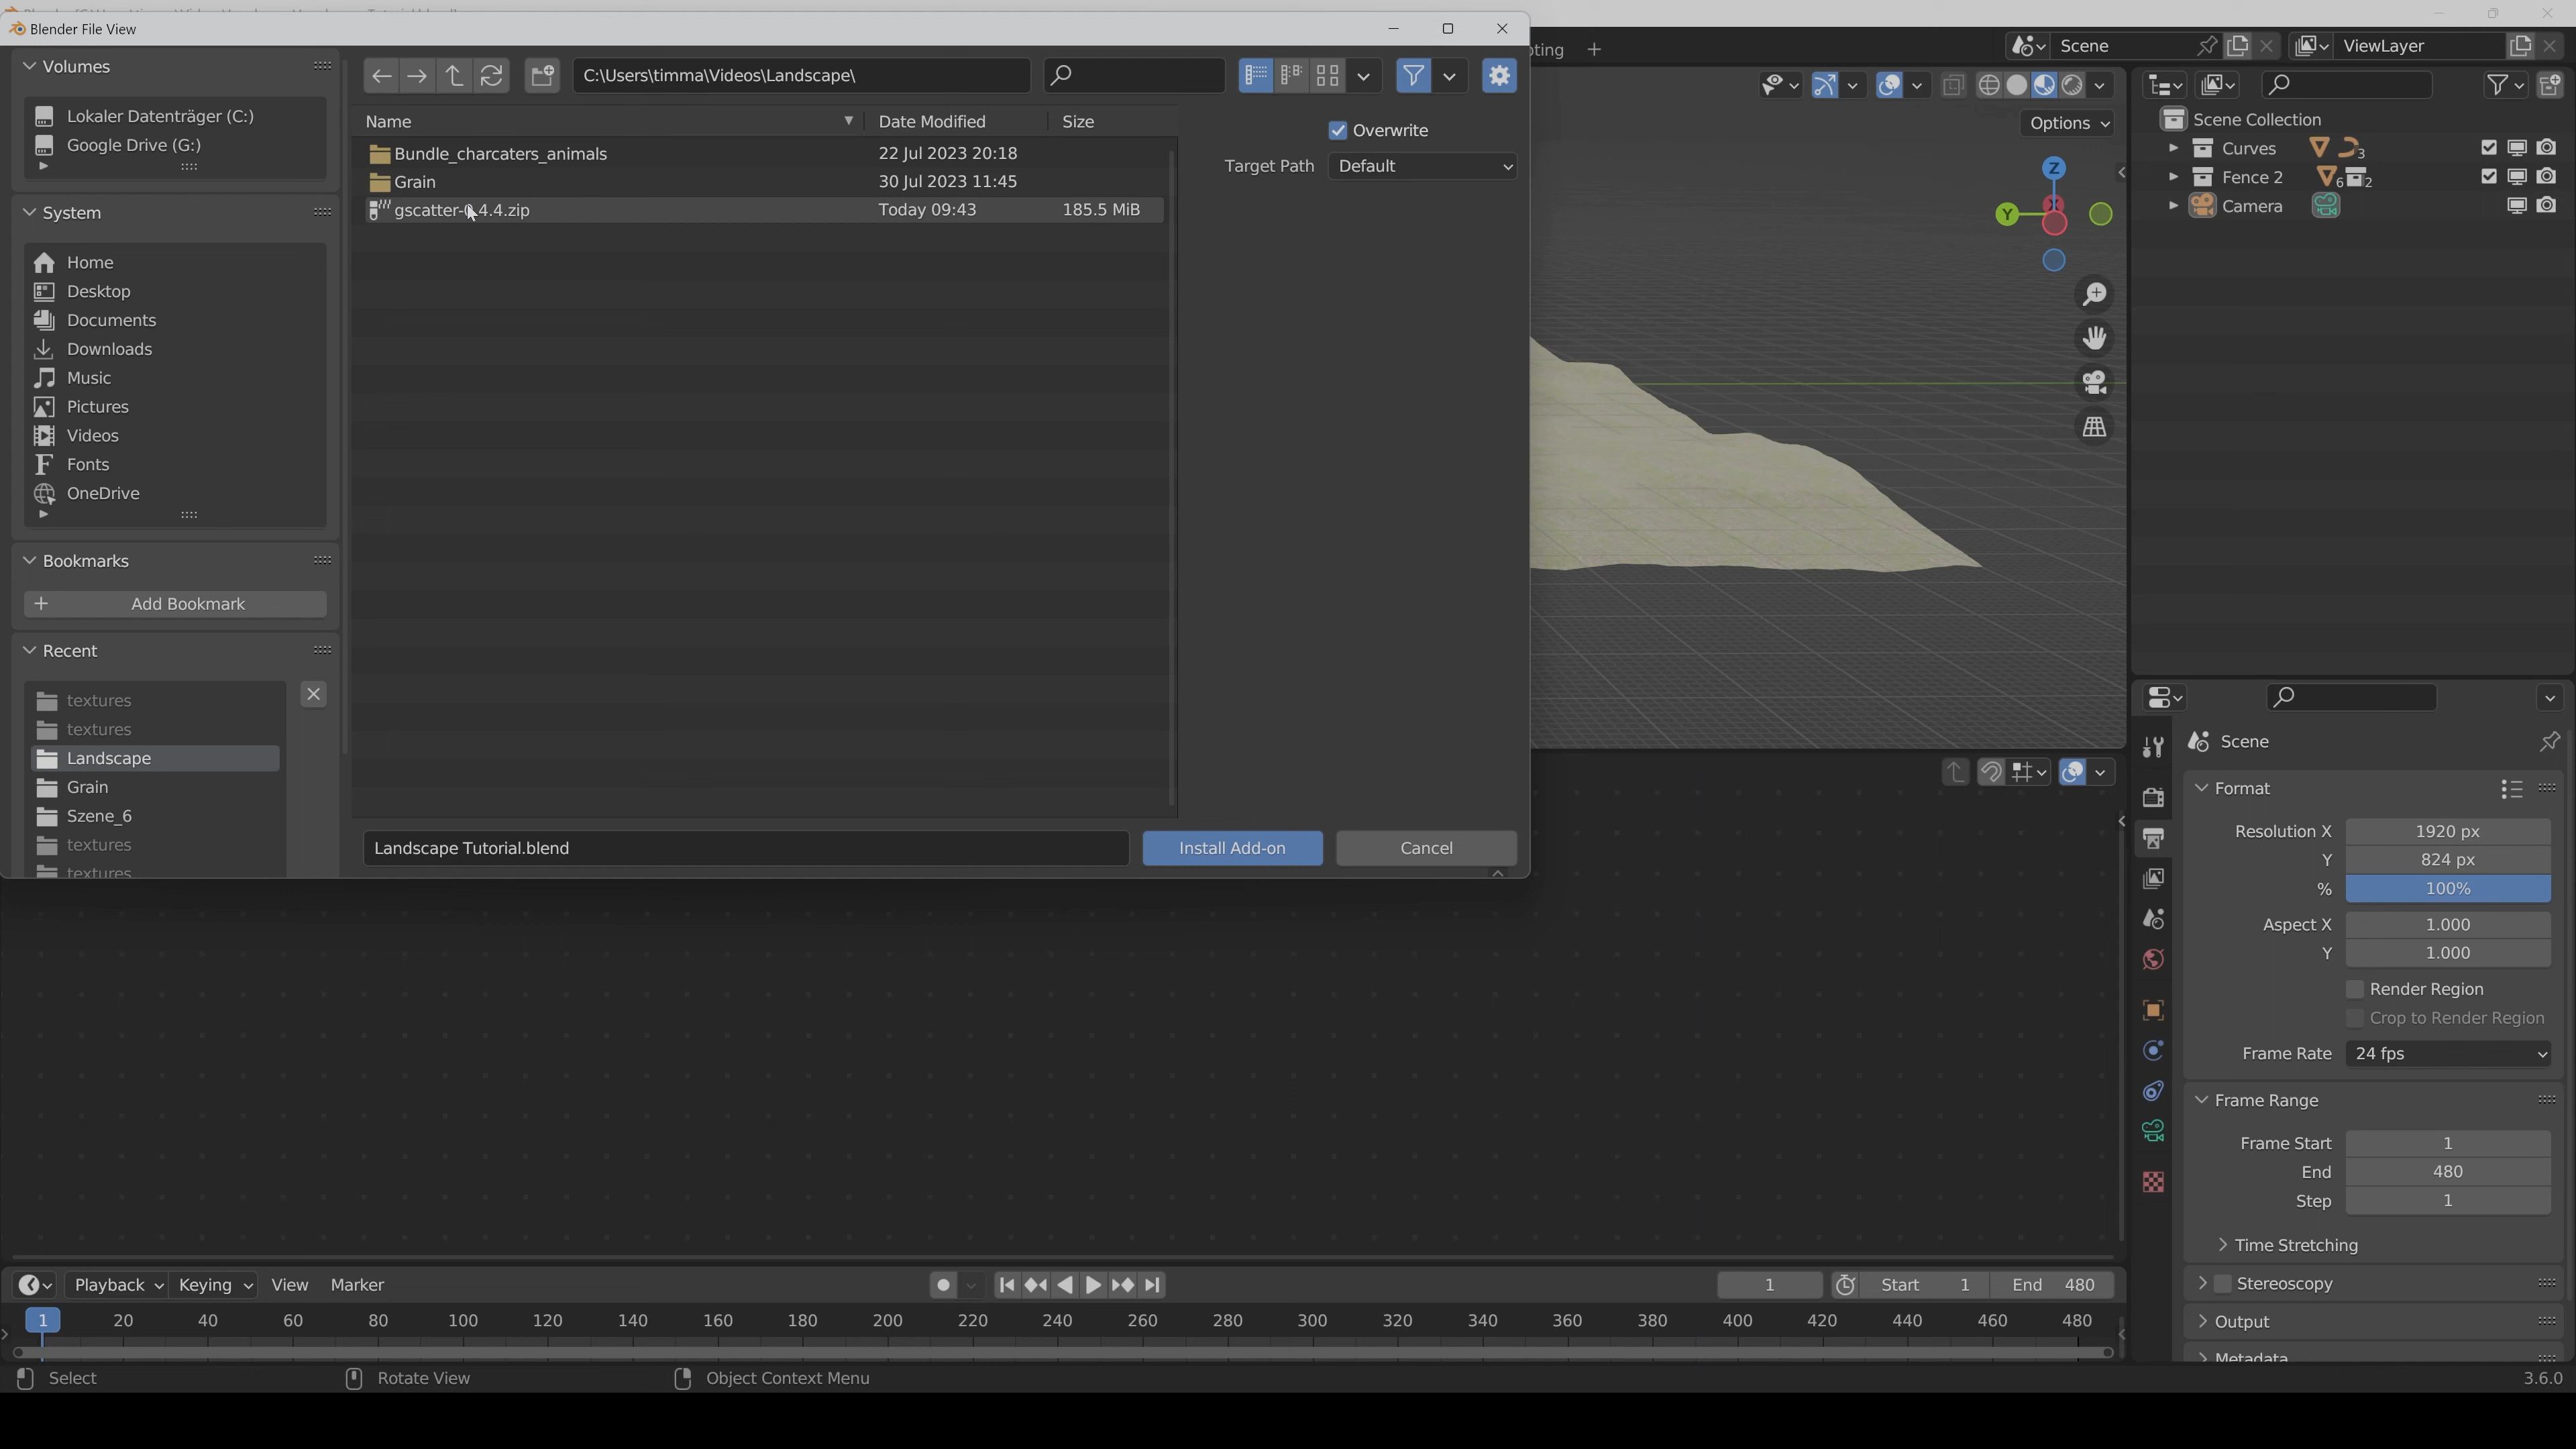 Blender File View
Volumes
Lokaler Datenträger (C:)
Google Drive (G:)
System
Home
Desktop
Documents
Downloads
Music
Pictures
Videos
Fonts
OneDrive
Bookmarks
Add Bookmark
Recent
textures
textures
Landscape
Grain
Szene_6
textures
textures
C:\Users\timma\Videos\Landscape\
Name Date Modified Size
Bundle_charcaters_animals 22 Jul 2023 20:18
Grain 30 Jul 2023 11:45
gscatter-0.4.4.zip Today 09:43 185.5 MiB
Overwrite
Target Path Default
Landscape Tutorial.blend Install Add-on Cancel
Scene ViewLayer
Options
Z
Y
Scene Collection
Curves 3
Fence 2 6 2
Camera
Scene
Format
Resolution X 1920 px
Y 824 px
% 100%
Aspect X 1.000
Y 1.000
Render Region
Crop to Render Region
Frame Rate 24 fps
Frame Range
Frame Start 1
End 480
Step 1
Time Stretching
Stereoscopy
Output
Metadata
Playback Keying View Marker 1 Start 1 End 480
1 20 40 60 80 100 120 140 160 180 200 220 240 260 280 300 320 340 360 380 400 420 440 460 480
Select Rotate View Object Context Menu 3.6.0